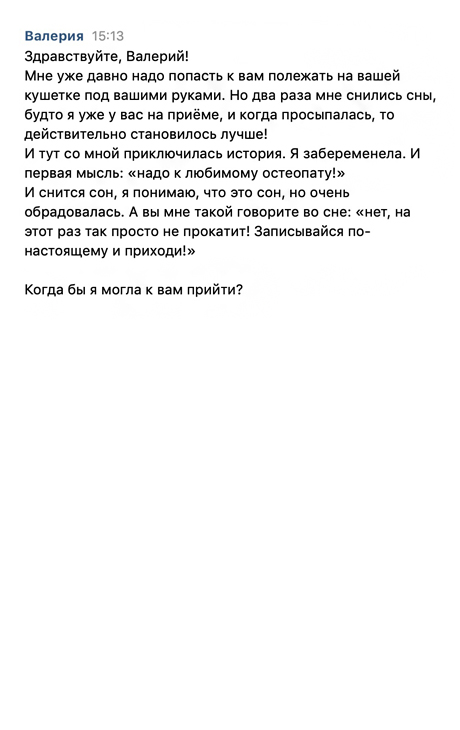 Валерия 15:13
Здравствуйте, Валерий!
Мне уже давно надо попасть к вам полежать на вашей
кушетке под вашими руками. Но два раза мне снились сны,
будто я уже у вас на приёме, и когда просыпалась, то
действительно становилось лучше!
И тут со мной приключилась история. Я забеременела. И
первая мысль: «надо к любимому остеопату!»
И снится сон, я понимаю, что это сон, но очень
обрадовалась. А вы мне такой говорите во сне: «нет, на
этот раз так просто не прокатит! Записывайся по-
настоящему и приходи!»
Когда бы я могла к вам прийти?